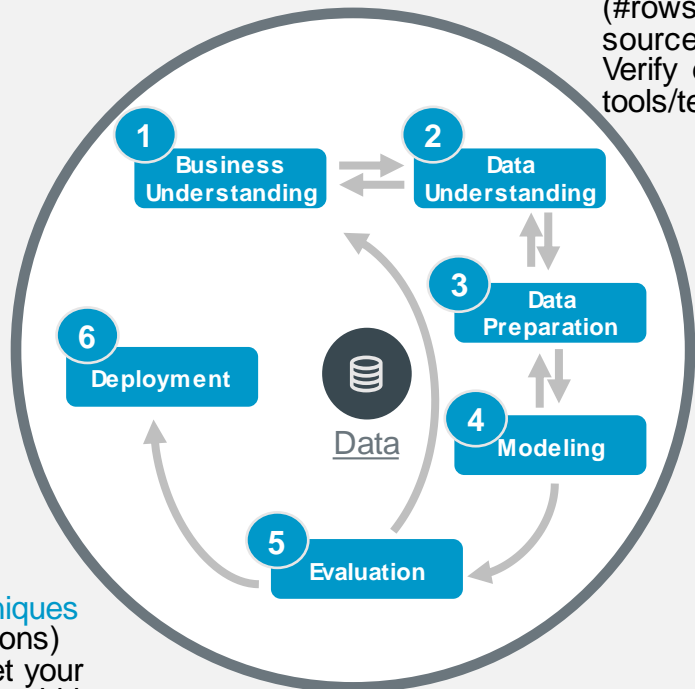 (#rows
source
Verify
tools/te
1
Business
Understanding
2
Data
Understanding
3
Data
Preparation
6
Deployment
Data
4
Modeling
5
Evaluation
niques
ons)
et your